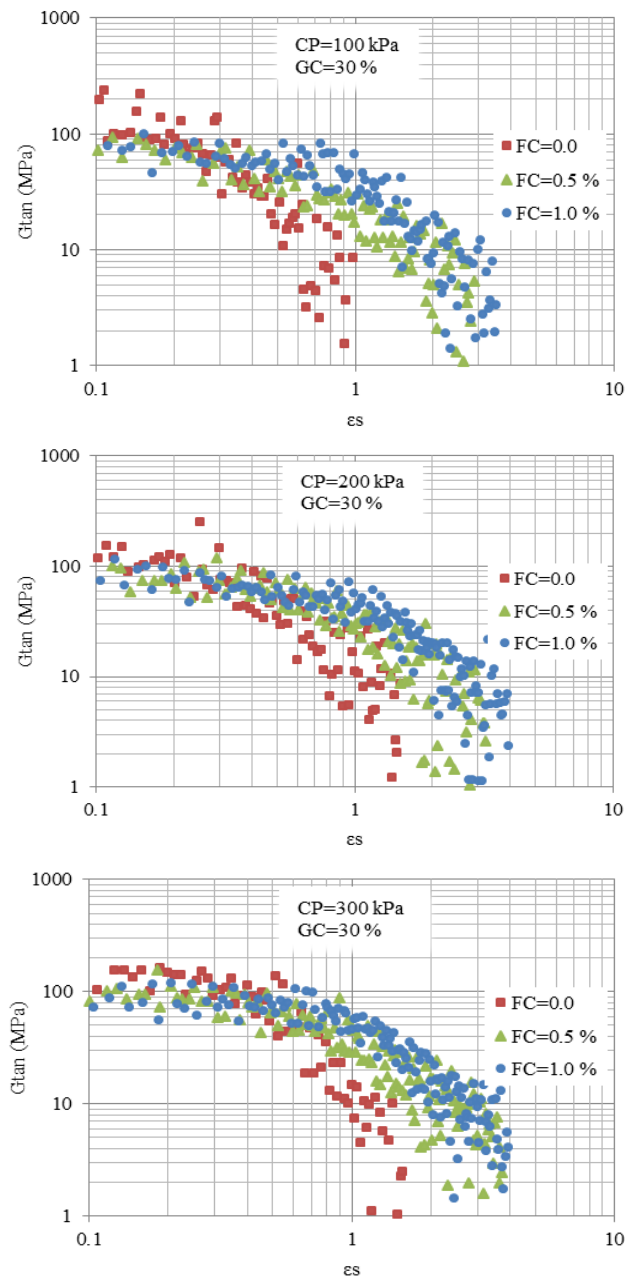 1000
CP=100 kPa
GC=30 %
100
FC=0.0
FC=0.5 %
FC=1.0 %
10
1
0.1
1
10
Gtan (MPa)
εs
1000
CP=200 kPa
GC=30 %
100
FC=0.0
FC=0.5 %
FC=1.0 %
10
1
0.1
1
10
Gtan (MPa)
εs
1000
CP=300 kPa
GC=30 %
100
FC=0.0
FC=0.5 %
FC=1.0 %
10
1
0.1
1
10
Gtan (MPa)
εs